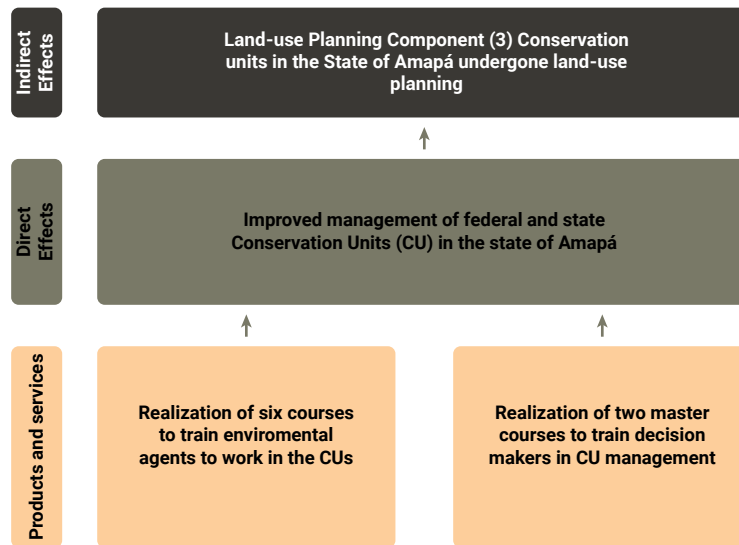 Indirect
Effects
Land-use Planning Component (3) Conservation
units in the State of Amapá undergone land-use
planning
Direct
Effects
Improved management of federal and state
Conservation Units (CU) in the state of Amapá
Products and services
Realization of six courses
to train enviromental
agents to work in the CUs
Realization of two master
courses to train decision
makers in CU management